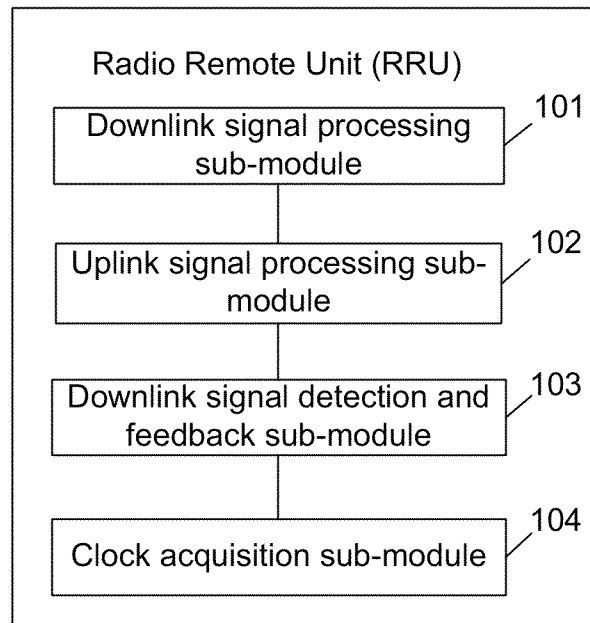 Radio Remote Unit (RRU)
Downlink signal processing
sub-module
101
Uplink signal processing sub-
module
102
Downlink signal detection and
feedback sub-module
103
Clock acquisition sub-module
104